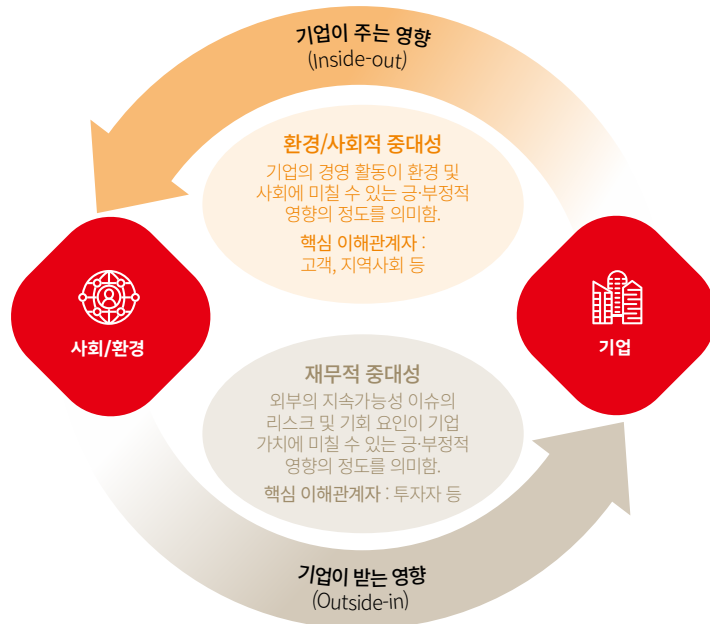 기업이 주는 영향
(Inside-out)
환경/사회적 중대성
기업의 경영 활동이 환경 및
사회에 미칠 수 있는 긍·부정적
영향의 정도를 의미함.
핵심 이해관계자 :
고객, 지역사회 등
사회/환경
기업
재무적 중대성
외부의 지속가능성 이슈의
리스크 및 기회 요인이 기업
가치에 미칠 수 있는 긍·부정적
영향의 정도를 의미함.
핵심 이해관계자 : 투자자 등
기업이 받는 영향
(Outside-in)